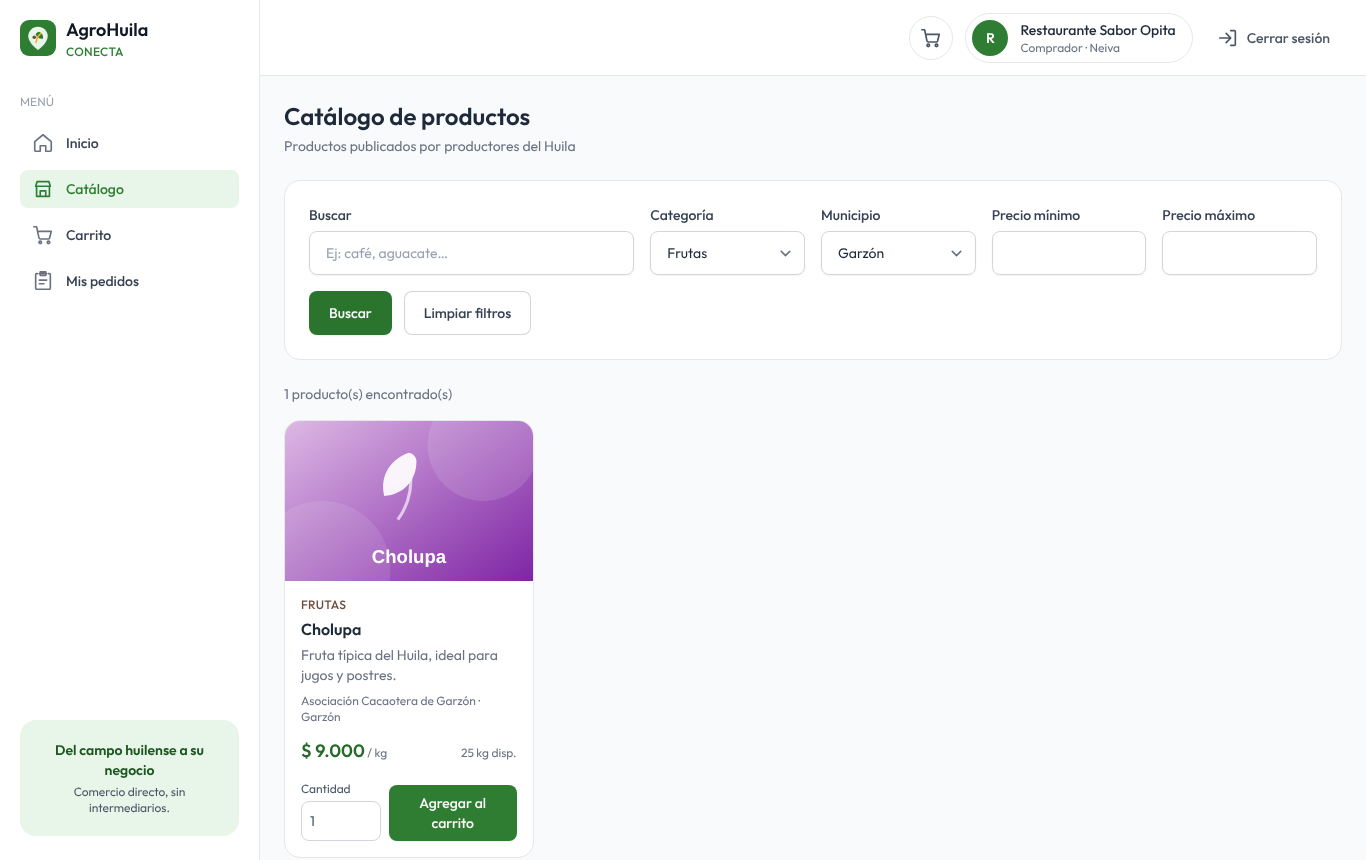 AgroHuila
CONECTA
MENÚ
Inicio
Catálogo
Carrito
Mis pedidos
Del campo huilense a su
negocio
Comercio directo, sin
intermediarios.
R
Restaurante Sabor Opita
Comprador · Neiva
Cerrar sesión
Catálogo de productos
Productos publicados por productores del Huila
Buscar
Categoría
Municipio
Precio mínimo
Precio máximo
Ej: café, aguacate...
Frutas
Garzón
Buscar
Limpiar filtros
1 producto(s) encontrado(s)
Cholupa
FRUTAS
Cholupa
Fruta típica del Huila, ideal para
jugos y postres.
Asociación Cacaotera de Garzón ·
Garzón
$ 9.000 / kg
25 kg disp.
Cantidad
1
Agregar al
carrito